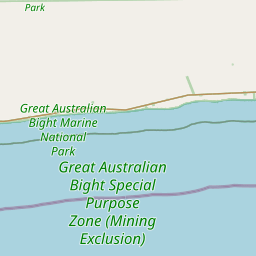 Park
Great Australian
Bight Marine
National
Park
Great Australian
Bight Special
Purpose
Zone (Mining
Exclusion)